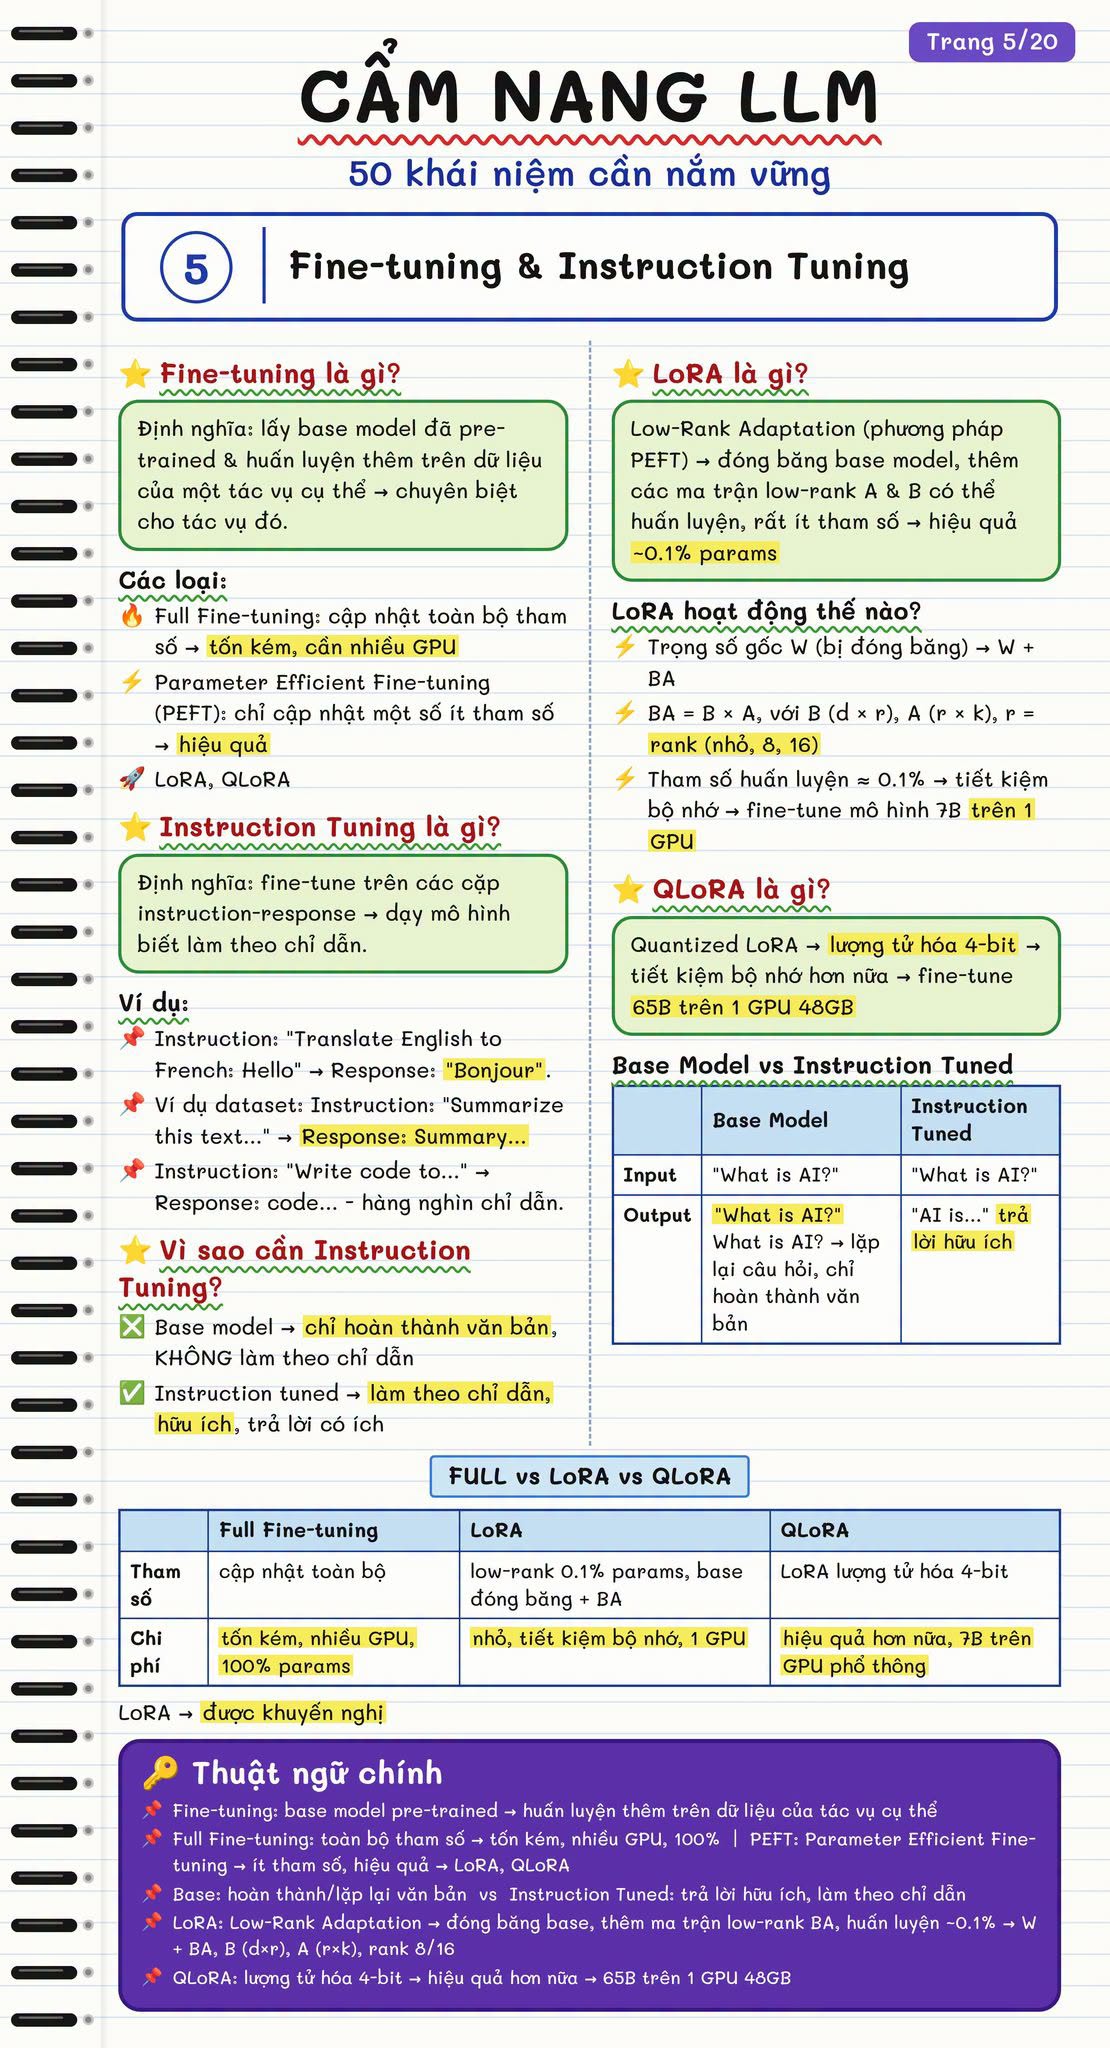 Trang 5/20
CẨM NANG LLM
50 khái niệm cần nắm vững
5
Fine-tuning & Instruction Tuning
Fine-tuning là gì?
Định nghĩa: lấy base model đã pre-
trained & huấn luyện thêm trên dữ liệu
của một tác vụ cụ thể → chuyên biệt
cho tác vụ đó.
Các loại:
Full Fine-tuning: cập nhật toàn bộ tham
số → tốn kém, cần nhiều GPU
Parameter Efficient Fine-tuning
(PEFT): chỉ cập nhật một số ít tham số
→ hiệu quả
LoRA, QLoRA
Instruction Tuning là gì?
Định nghĩa: fine-tune trên các cặp
instruction-response → dạy mô hình
biết làm theo chỉ dẫn.
Ví dụ:
Instruction: "Translate English to
French: Hello" → Response: "Bonjour".
Ví dụ dataset: Instruction: "Summarize
this text..." → Response: Summary...
Instruction: "Write code to..." →
Response: code... - hàng nghìn chỉ dẫn.
Vì sao cần Instruction
Tuning?
Base model → chỉ hoàn thành văn bản,
KHÔNG làm theo chỉ dẫn
Instruction tuned → làm theo chỉ dẫn,
hữu ích, trả lời có ích
LoRA là gì?
Low-Rank Adaptation (phương pháp
PEFT) → đóng băng base model, thêm
các ma trận low-rank A & B có thể
huấn luyện, rất ít tham số → hiệu quả
~0.1% params
LoRA hoạt động thế nào?
Trọng số gốc W (bị đóng băng) → W +
BA
BA = B × A, với B (d × r), A (r × k), r =
rank (nhỏ, 8, 16)
Tham số huấn luyện ≈ 0.1% → tiết kiệm
bộ nhớ → fine-tune mô hình 7B trên 1
GPU
QLoRA là gì?
Quantized LoRA → lượng tử hóa 4-bit →
tiết kiệm bộ nhớ hơn nữa → fine-tune
65B trên 1 GPU 48GB
Base Model vs Instruction Tuned
Base Model
Instruction
Tuned
Input
"What is AI?"
"What is AI?"
Output
"What is AI?"
What is AI? → lặp
lại câu hỏi, chỉ
hoàn thành văn
bản
"AI is..." trả
lời hữu ích
FULL vs LoRA vs QLoRA
Full Fine-tuning
LoRA
QLoRA
Tham
số
cập nhật toàn bộ
low-rank 0.1% params, base
đóng băng + BA
LoRA lượng tử hóa 4-bit
Chi
phí
tốn kém, nhiều GPU,
100% params
nhỏ, tiết kiệm bộ nhớ, 1 GPU
hiệu quả hơn nữa, 7B trên
GPU phổ thông
LoRA → được khuyến nghị
Thuật ngữ chính
Fine-tuning: base model pre-trained → huấn luyện thêm trên dữ liệu của tác vụ cụ thể
Full Fine-tuning: toàn bộ tham số → tốn kém, nhiều GPU, 100% | PEFT: Parameter Efficient Fine-
tuning → ít tham số, hiệu quả → LoRA, QLoRA
Base: hoàn thành/lặp lại văn bản vs Instruction Tuned: trả lời hữu ích, làm theo chỉ dẫn
LoRA: Low-Rank Adaptation → đóng băng base, thêm ma trận low-rank BA, huấn luyện ~0.1% → W
+ BA, B (d×r), A (r×k), rank 8/16
QLoRA: lượng tử hóa 4-bit → hiệu quả hơn nữa → 65B trên 1 GPU 48GB